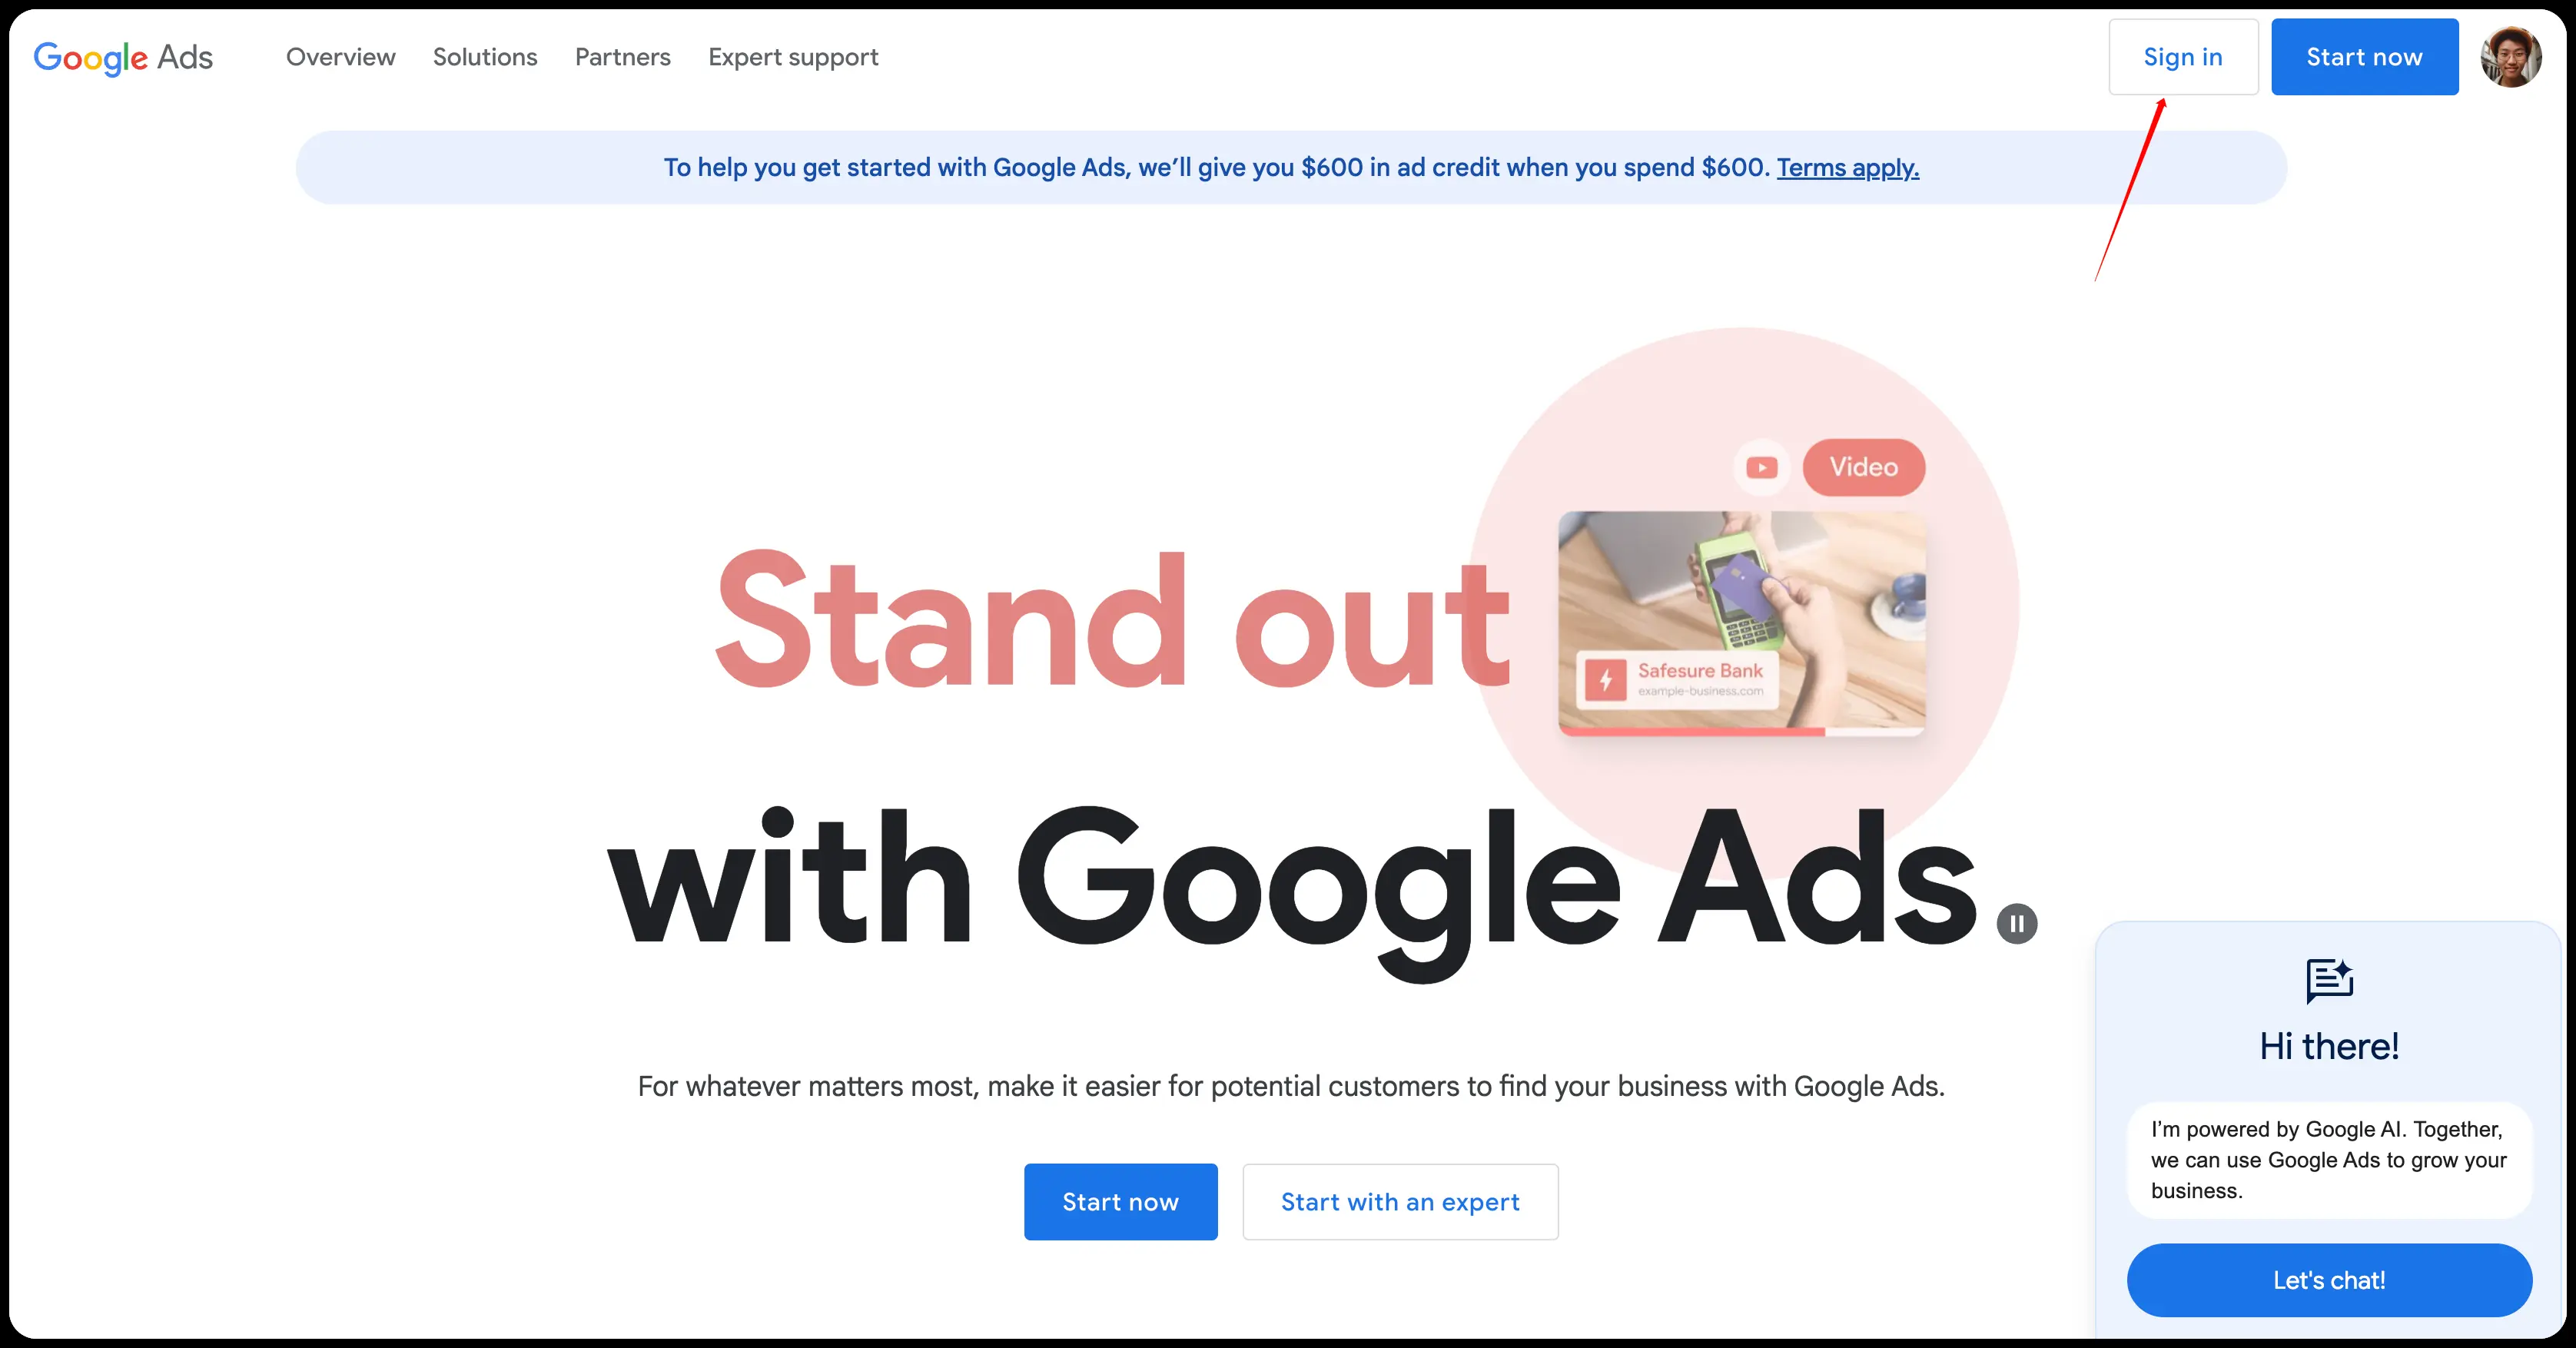 Google Ads
Overview
Solutions
Partners
Expert support
Sign in
Start now
To help you get started with Google Ads, we’ll give you $600 in ad credit when you spend $600. Terms apply.
Video
Stand out
Safesure Bank
example-business.com
with Google Ads.
For whatever matters most, make it easier for potential customers to find your business with Google Ads.
Start now
Start with an expert
Hi there!
I’m powered by Google AI. Together,
we can use Google Ads to grow your
business.
Let's chat!